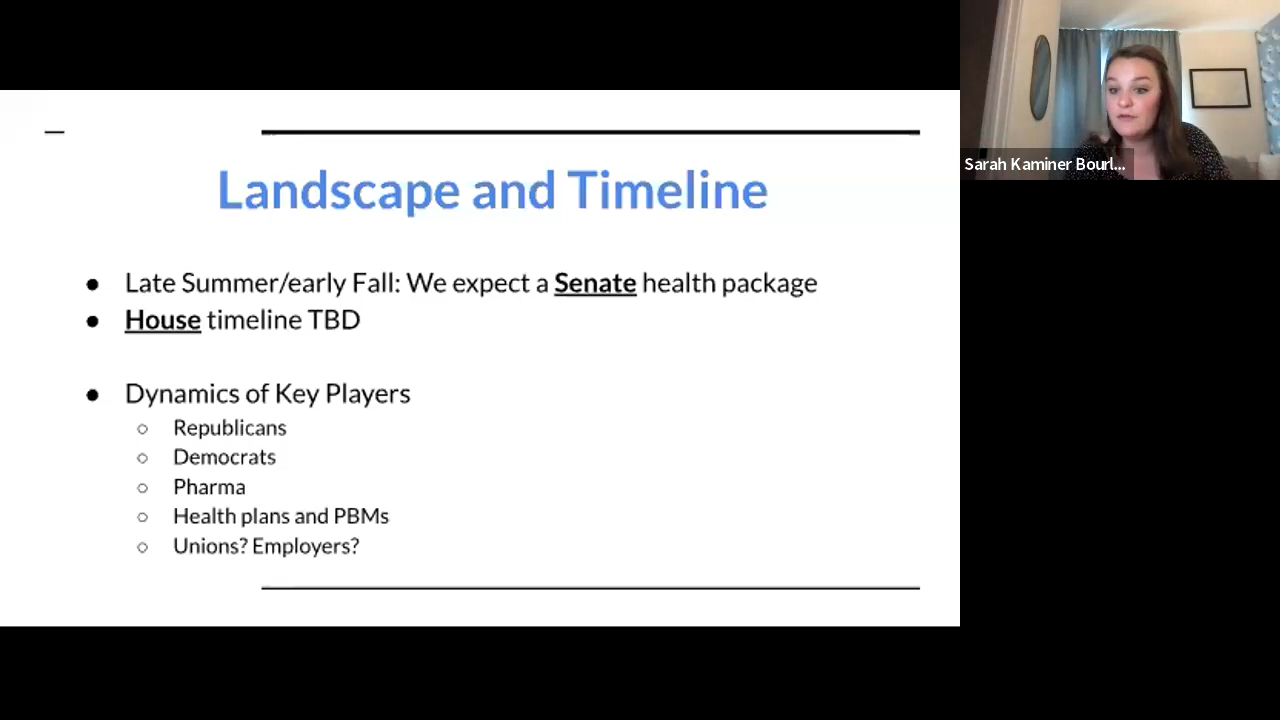 Landscape and Timeline
● Late Summer/early Fall: We expect a Senate health package
● House timeline TBD
● Dynamics of Key Players
○ Republicans
○ Democrats
○ Pharma
○ Health plans and PBMs
○ Unions? Employers?
Sarah Kaminer Bourl...